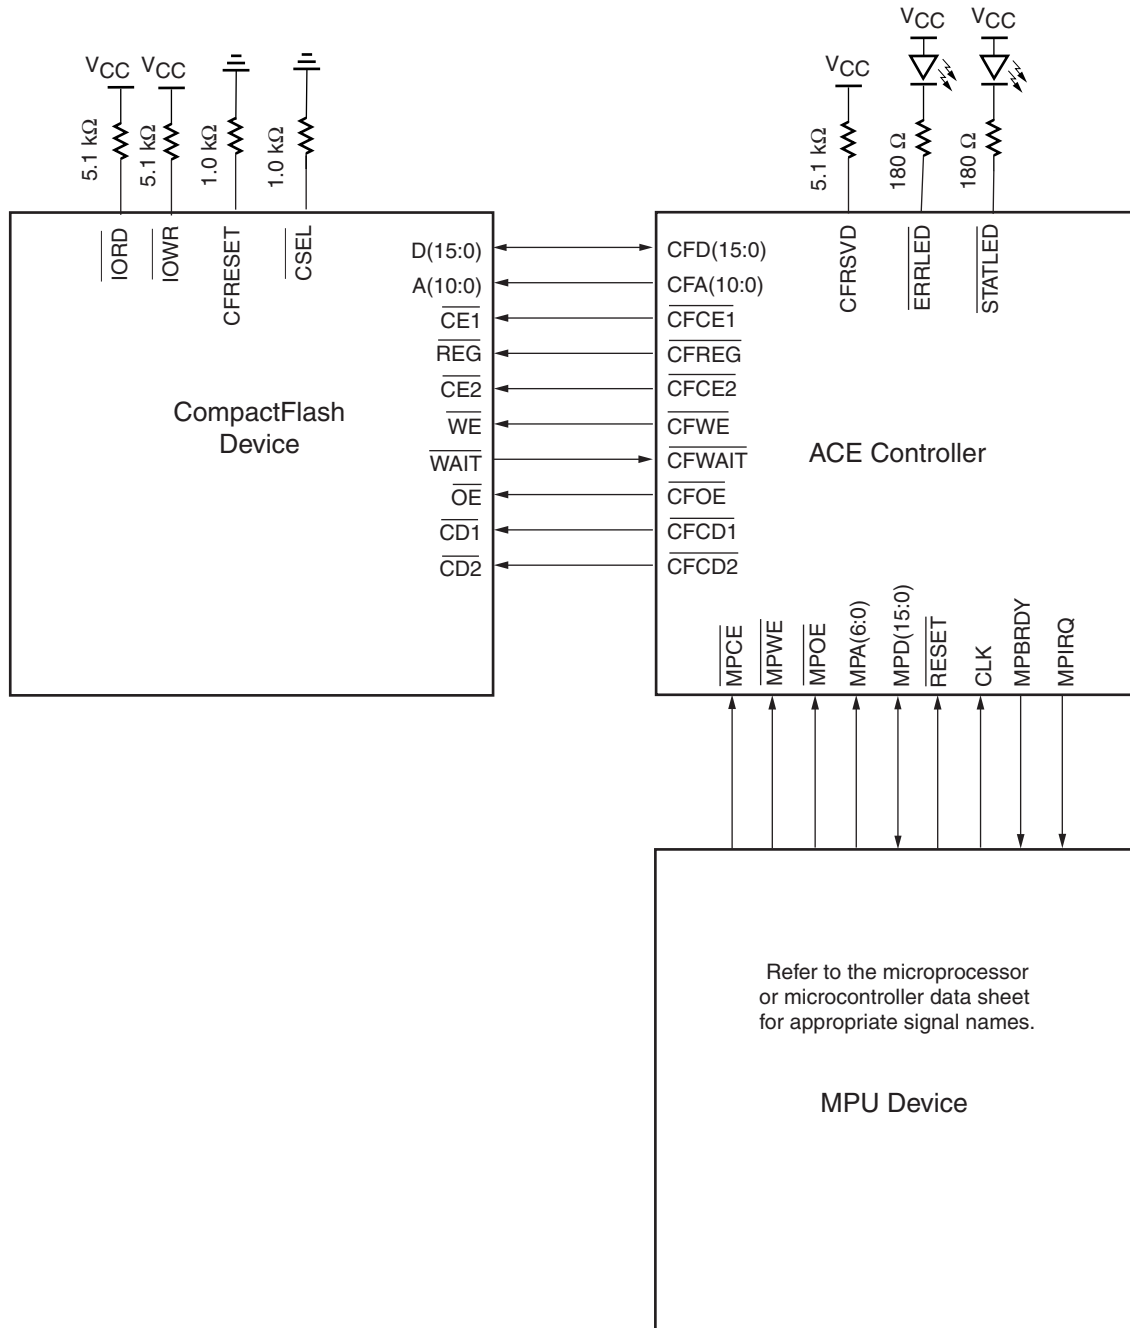 VCC VCC
5.1 kΩ
5.1 kΩ
1.0 kΩ
1.0 kΩ
VCC
VCC
VCC
5.1 kΩ
180 Ω
180 Ω
IORD
IOWR
CFRESET
CSEL
D(15:0)
A(10:0)
CE1
REG
CE2
WE
WAIT
OE
CD1
CD2
CompactFlash
Device
CFD(15:0)
CFA(10:0)
CFCE1
CFREG
CFCE2
CFWE
CFWAIT
CFOE
CFCD1
CFCD2
CFRSVD
ERRLED
STATLED
ACE Controller
MPCE
MPWE
MPOE
MPA(6:0)
MPD(15:0)
RESET
CLK
MPBRDY
MPIRQ
Refer to the microprocessor
or microcontroller data sheet
for appropriate signal names.
MPU Device